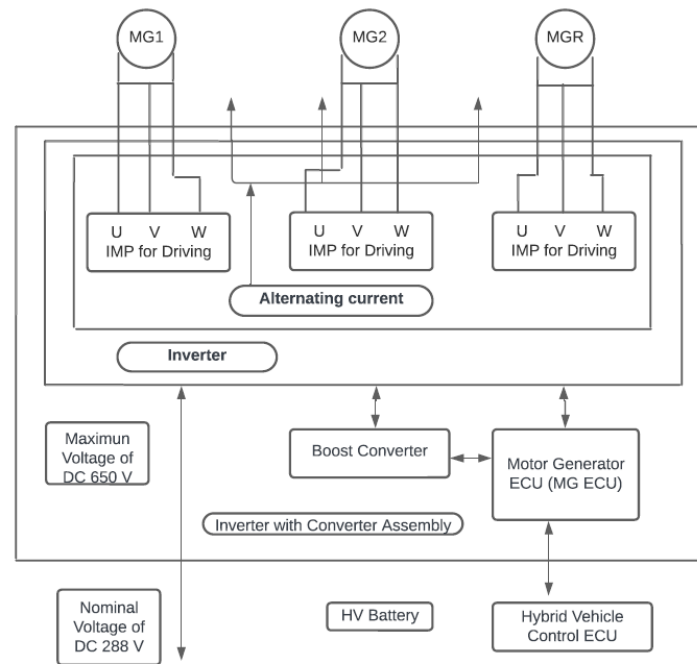 MG1
MG2
MGR
U V W
IMP for Driving
U V W
IMP for Driving
U V W
IMP for Driving
Alternating current
Inverter
Maximun
Voltage of
DC 650 V
Boost Converter
Motor Generator
ECU (MG ECU)
Inverter with Converter Assembly
Nominal
Voltage of
DC 288 V
HV Battery
Hybrid Vehicle
Control ECU